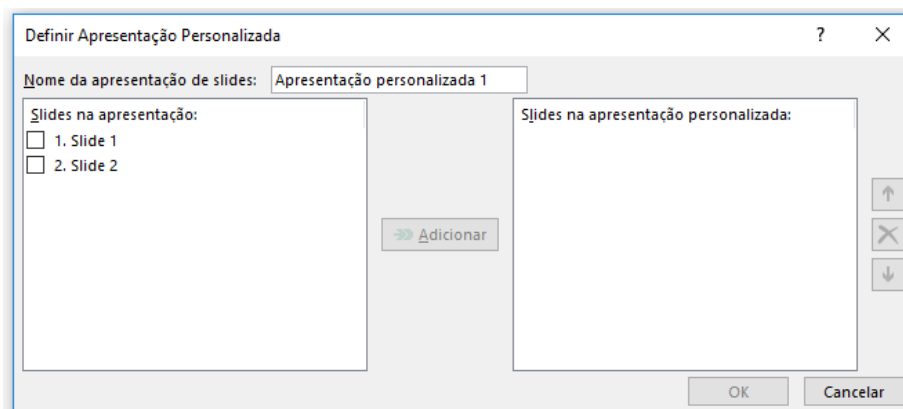 Definir Apresentação Personalizada ?
Nome da apresentação de slides: Apresentação personalizada 1
Slides na apresentação:
1. Slide 1
2. Slide 2
Adicionar
Slides na apresentação personalizada:
OK Cancelar